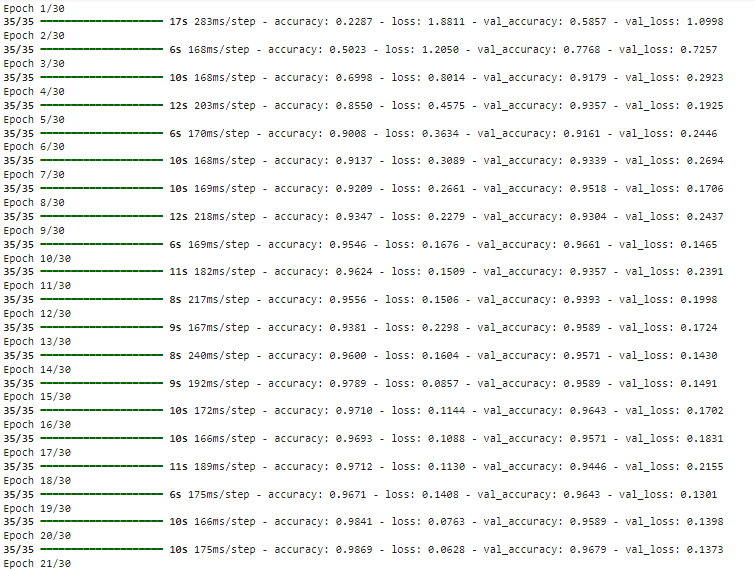 Epoch 1/30
35/35 17s 283ms/step - accuracy: 0.2287 - loss: 1.8811 - val_accuracy: 0.5857 - val_loss: 1.0998
Epoch 2/30
35/35 6s 168ms/step - accuracy: 0.5023 - loss: 1.2050 - val_accuracy: 0.7768 - val_loss: 0.7257
Epoch 3/30
35/35 10s 168ms/step - accuracy: 0.6998 - loss: 0.8014 - val_accuracy: 0.9179 - val_loss: 0.2923
Epoch 4/30
35/35 12s 203ms/step - accuracy: 0.8550 - loss: 0.4575 - val_accuracy: 0.9357 - val_loss: 0.1925
Epoch 5/30
35/35 6s 170ms/step - accuracy: 0.9008 - loss: 0.3634 - val_accuracy: 0.9161 - val_loss: 0.2446
Epoch 6/30
35/35 10s 168ms/step - accuracy: 0.9137 - loss: 0.3089 - val_accuracy: 0.9339 - val_loss: 0.2694
Epoch 7/30
35/35 10s 169ms/step - accuracy: 0.9209 - loss: 0.2661 - val_accuracy: 0.9518 - val_loss: 0.1706
Epoch 8/30
35/35 12s 218ms/step - accuracy: 0.9347 - loss: 0.2279 - val_accuracy: 0.9304 - val_loss: 0.2437
Epoch 9/30
35/35 6s 169ms/step - accuracy: 0.9546 - loss: 0.1676 - val_accuracy: 0.9661 - val_loss: 0.1465
Epoch 10/30
35/35 11s 182ms/step - accuracy: 0.9624 - loss: 0.1509 - val_accuracy: 0.9357 - val_loss: 0.2391
Epoch 11/30
35/35 8s 217ms/step - accuracy: 0.9556 - loss: 0.1506 - val_accuracy: 0.9393 - val_loss: 0.1998
Epoch 12/30
35/35 9s 167ms/step - accuracy: 0.9381 - loss: 0.2298 - val_accuracy: 0.9589 - val_loss: 0.1724
Epoch 13/30
35/35 8s 240ms/step - accuracy: 0.9600 - loss: 0.1604 - val_accuracy: 0.9571 - val_loss: 0.1430
Epoch 14/30
35/35 9s 192ms/step - accuracy: 0.9789 - loss: 0.0857 - val_accuracy: 0.9589 - val_loss: 0.1491
Epoch 15/30
35/35 10s 172ms/step - accuracy: 0.9710 - loss: 0.1144 - val_accuracy: 0.9643 - val_loss: 0.1702
Epoch 16/30
35/35 10s 166ms/step - accuracy: 0.9693 - loss: 0.1088 - val_accuracy: 0.9571 - val_loss: 0.1831
Epoch 17/30
35/35 11s 189ms/step - accuracy: 0.9712 - loss: 0.1130 - val_accuracy: 0.9446 - val_loss: 0.2155
Epoch 18/30
35/35 6s 175ms/step - accuracy: 0.9671 - loss: 0.1408 - val_accuracy: 0.9643 - val_loss: 0.1301
Epoch 19/30
35/35 10s 166ms/step - accuracy: 0.9841 - loss: 0.0763 - val_accuracy: 0.9589 - val_loss: 0.1398
Epoch 20/30
35/35 10s 175ms/step - accuracy: 0.9869 - loss: 0.0628 - val_accuracy: 0.9679 - val_loss: 0.1373
Epoch 21/30